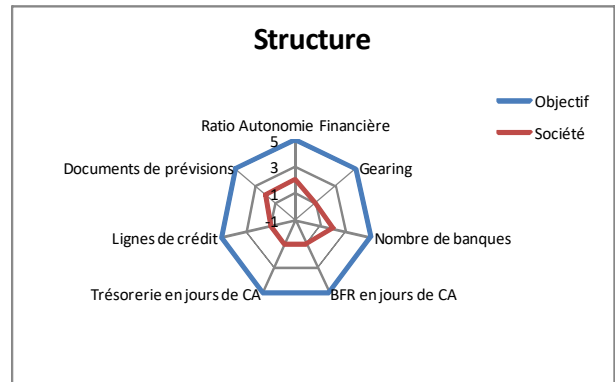 Structure
Objectif
Société
Ratio Autonomie Financière
5
Documents de prévisions
3
Gearing
1
-1
Lignes de crédit
Nombre de banques
Trésorerie en jours de CA
BFR en jours de CA